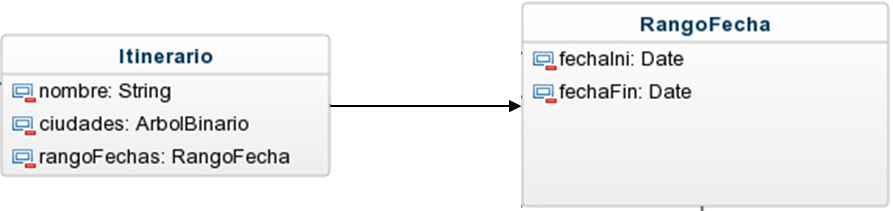 Itinerario
nombre: String
ciudades: ArbolBinario
rangoFechas: RangoFecha
RangoFecha
fechaIni: Date
fechaFin: Date